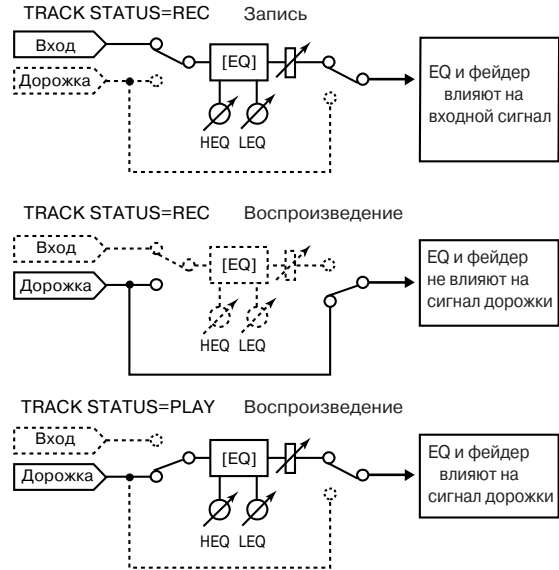 TRACK STATUS=REC Запись
Вход
[EQ]
Дорожка
HEQ LEQ
EQ и фейдер
влияют на
входной сигнал
TRACK STATUS=REC Воспроизведение
Вход
[EQ]
Дорожка
HEQ LEQ
EQ и фейдер
не влияют на
сигнал дорожки
TRACK STATUS=PLAY Воспроизведение
Вход
[EQ]
Дорожка
HEQ LEQ
EQ и фейдер
влияют на
сигнал дорожки